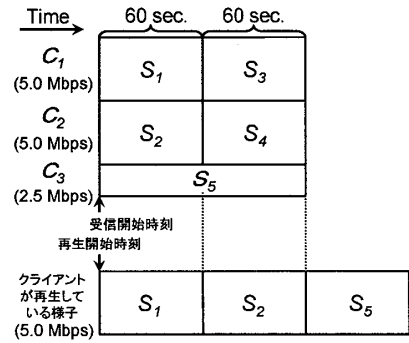 Time
60 sec. 60 sec.
C1 S1 S3
(5.0 Mbps)
C2 S2 S4
(5.0 Mbps)
C3 S5
(2.5 Mbps)
受信開始時刻
再生開始時刻
クライアント
が再生して
いる様子 S1 S2 S5
(5.0 Mbps)